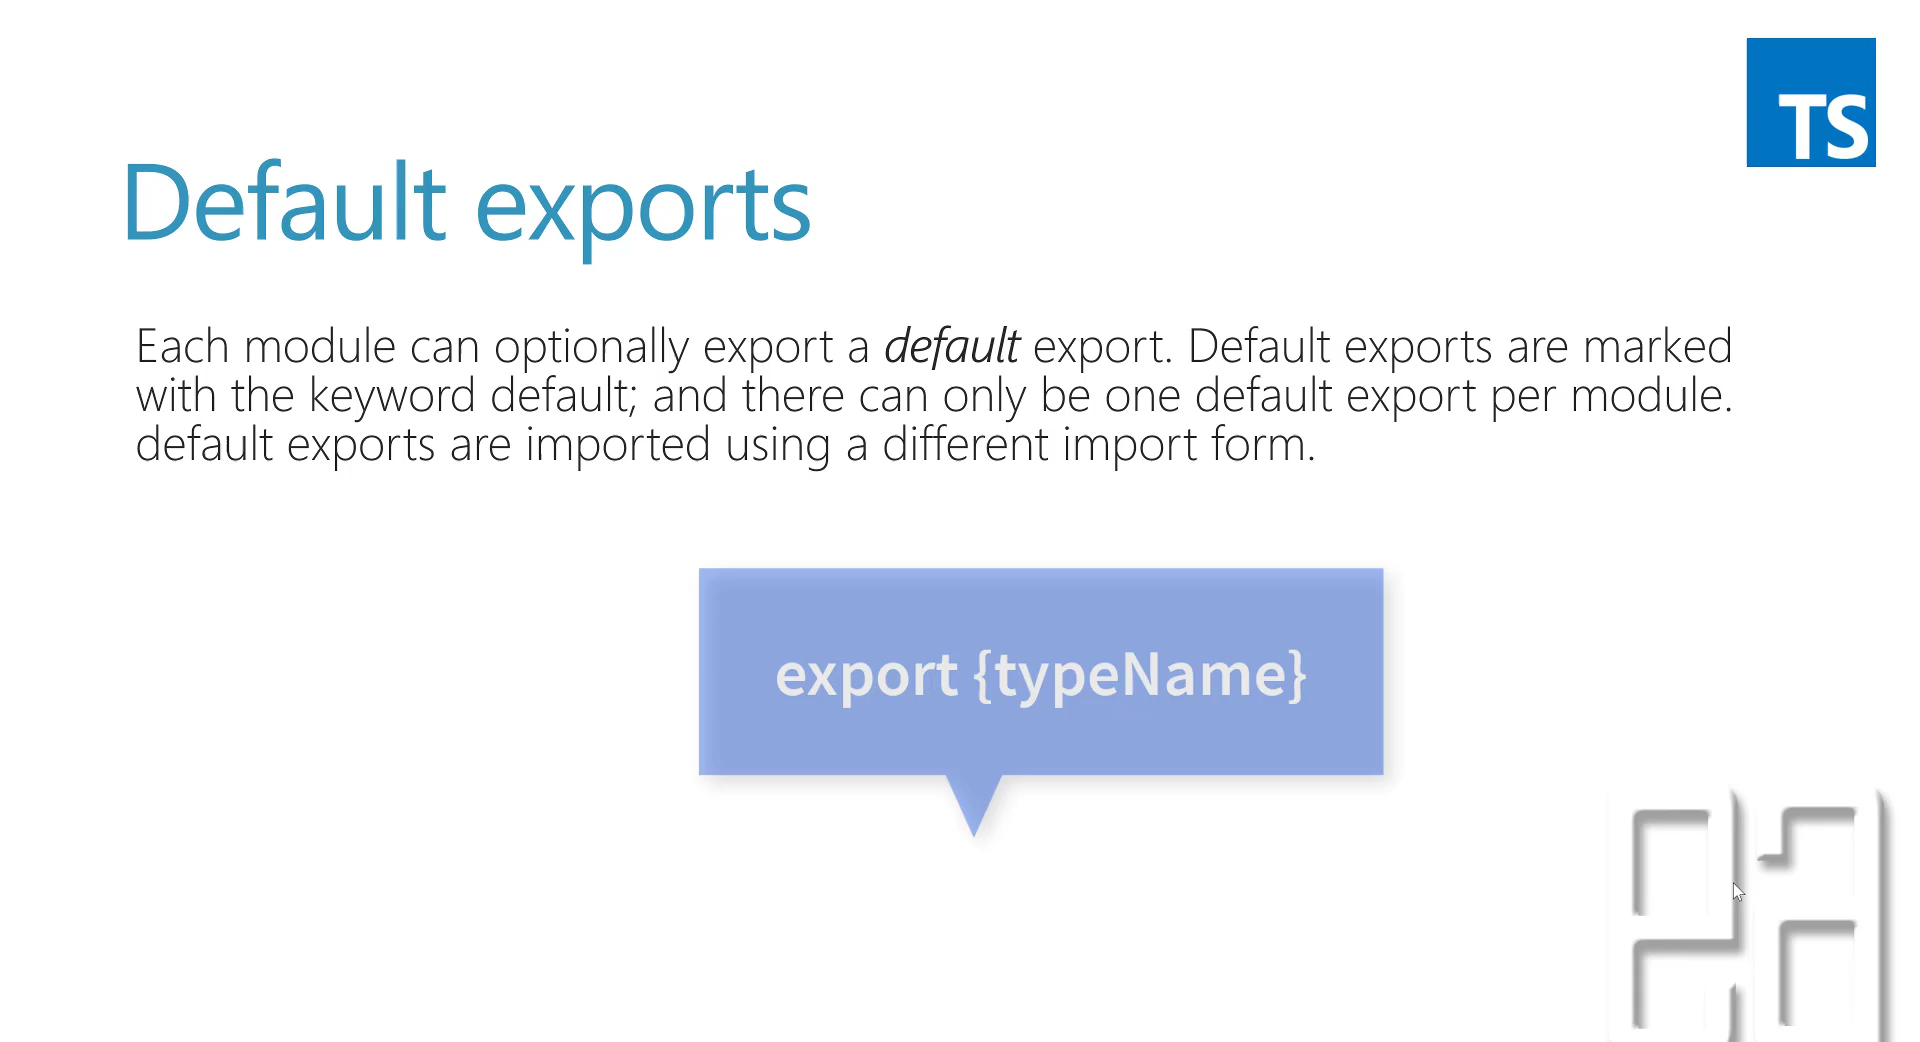 TS
Default exports
Each module can optionally export a default export. Default exports are marked
with the keyword default; and there can only be one default export per module.
default exports are imported using a different import form.
export {typeName}